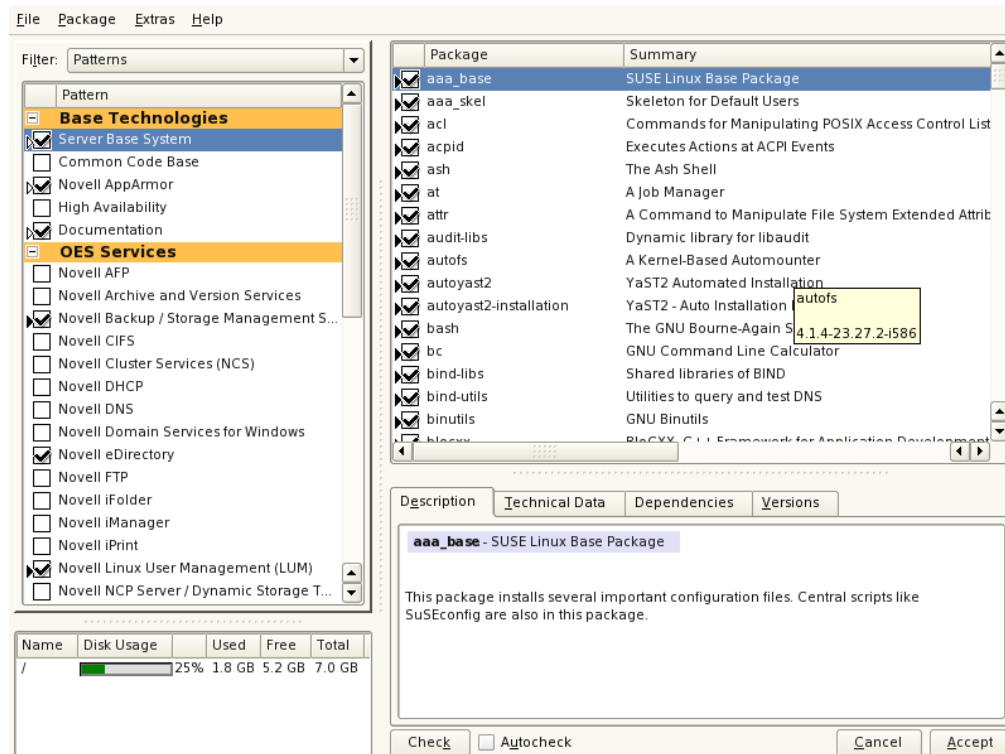 File Package Extras Help
Filter: Patterns
Pattern
Base Technologies
Server Base System
Common Code Base
Novell AppArmor
High Availability
Documentation
OES Services
Novell AFP
Novell Archive and Version Services
Novell Backup / Storage Management S...
Novell CIFS
Novell Cluster Services (NCS)
Novell DHCP
Novell DNS
Novell Domain Services for Windows
Novell eDirectory
Novell FTP
Novell iFolder
Novell iManager
Novell iPrint
Novell Linux User Management (LUM)
Novell NCP Server / Dynamic Storage T...
Name Disk Usage Used Free Total
/ 25% 1.8 GB 5.2 GB 7.0 GB
Package Summary
aaa_base SUSE Linux Base Package
aaa_skel Skeleton for Default Users
acl Commands for Manipulating POSIX Access Control List
acpid Executes Actions at ACPI Events
ash The Ash Shell
at A Job Manager
attr A Command to Manipulate File System Extended Attrib
audit-libs Dynamic library for libaudit
autofs A Kernel-Based Automounter
autoyast2 YaST2 Automated Installation
autoyast2-installation YaST2 - Auto Installation
bash The GNU Bourne-Again S
bc GNU Command Line Calculator
bind-libs Shared libraries of BIND
bind-utils Utilities to query and test DNS
binutils GNU Binutils
blocxx BloCXX, C++ Framework for Application Development
autofs
4.1.4-23.27.2-i586
Description Technical Data Dependencies Versions
aaa_base - SUSE Linux Base Package
This package installs several important configuration files. Central scripts like
SuSEconfig are also in this package.
Check Autocheck Cancel Accept